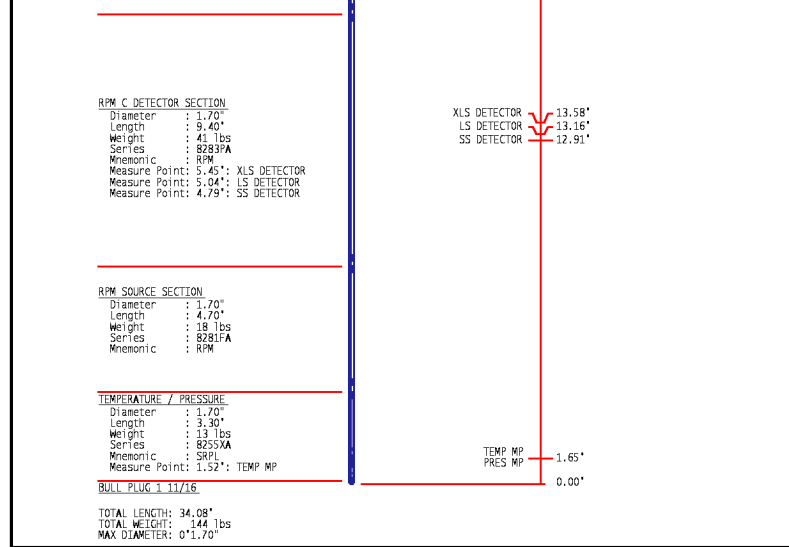 RPM C DETECTOR SECTION
Diameter : 1.70"
Length : 9.40'
Weight : 41 lbs
Series : 8283PA
Mnemonic : RPM
Measure Point: 5.45': XLS DETECTOR
Measure Point: 5.04': LS DETECTOR
Measure Point: 4.79': SS DETECTOR
XLS DETECTOR 13.58'
LS DETECTOR 13.16'
SS DETECTOR 12.91'
RPM SOURCE SECTION
Diameter : 1.70"
Length : 4.70'
Weight : 18 lbs
Series : 8281FA
Mnemonic : RPM
TEMPERATURE / PRESSURE
Diameter : 1.70"
Length : 3.30'
Weight : 13 lbs
Series : 8255XA
Mnemonic : SRPL
Measure Point: 1.52': TEMP MP
TEMP MP
PRES MP 1.65'
0.00'
BULL PLUG 1 11/16
TOTAL LENGTH: 34.08'
TOTAL WEIGHT: 144 lbs
MAX DIAMETER: 0'1.70"